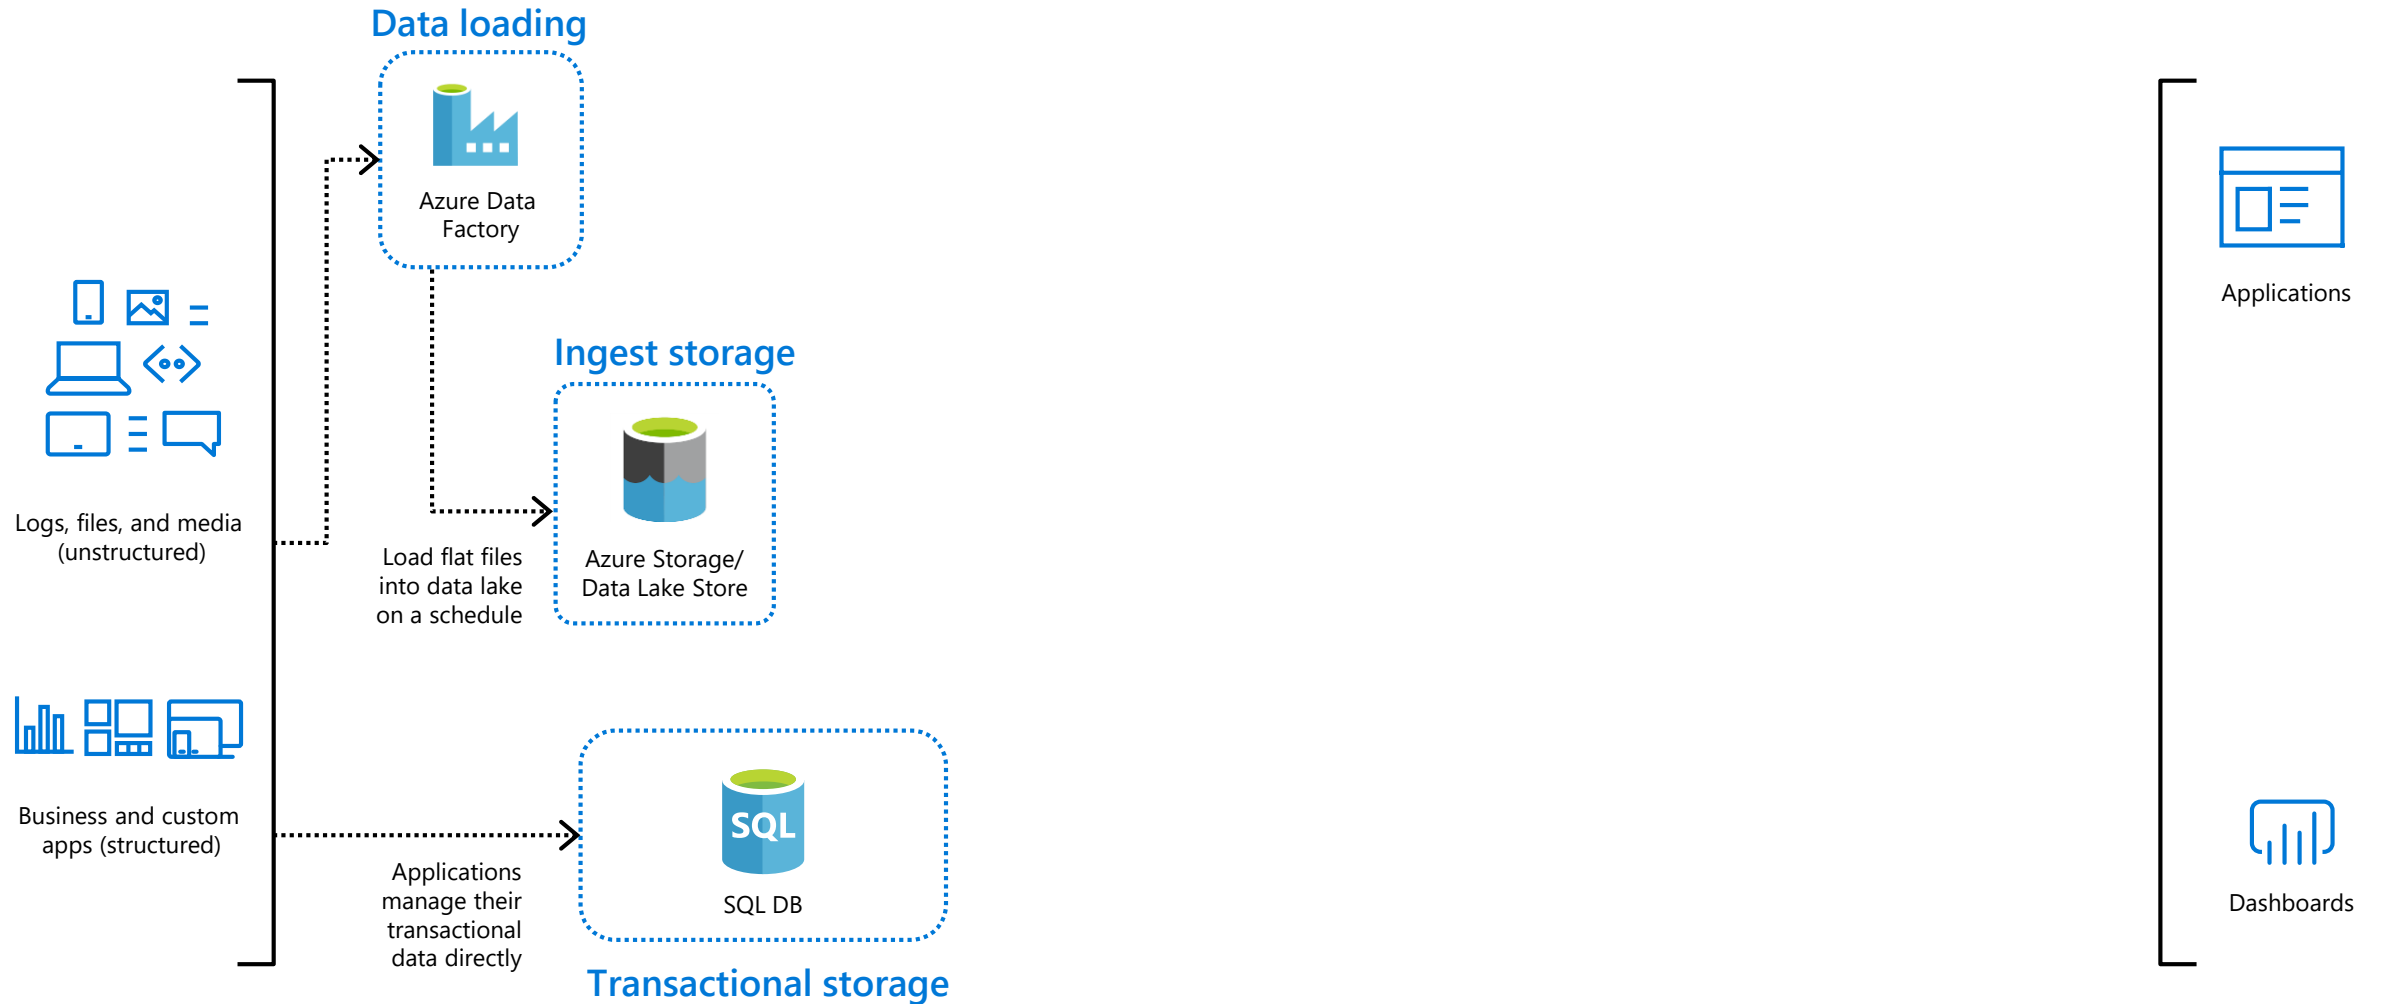 Data loading
Azure Data
Factory
Applications
Ingest storage
Logs, files, and media
(unstructured)
Load flat files
into data lake
on a schedule
Azure Storage/
Data Lake Store
Business and custom
apps (structured)
SQL
Applications
manage their
transactional
data directly
SQL DB
Dashboards
Transactional storage